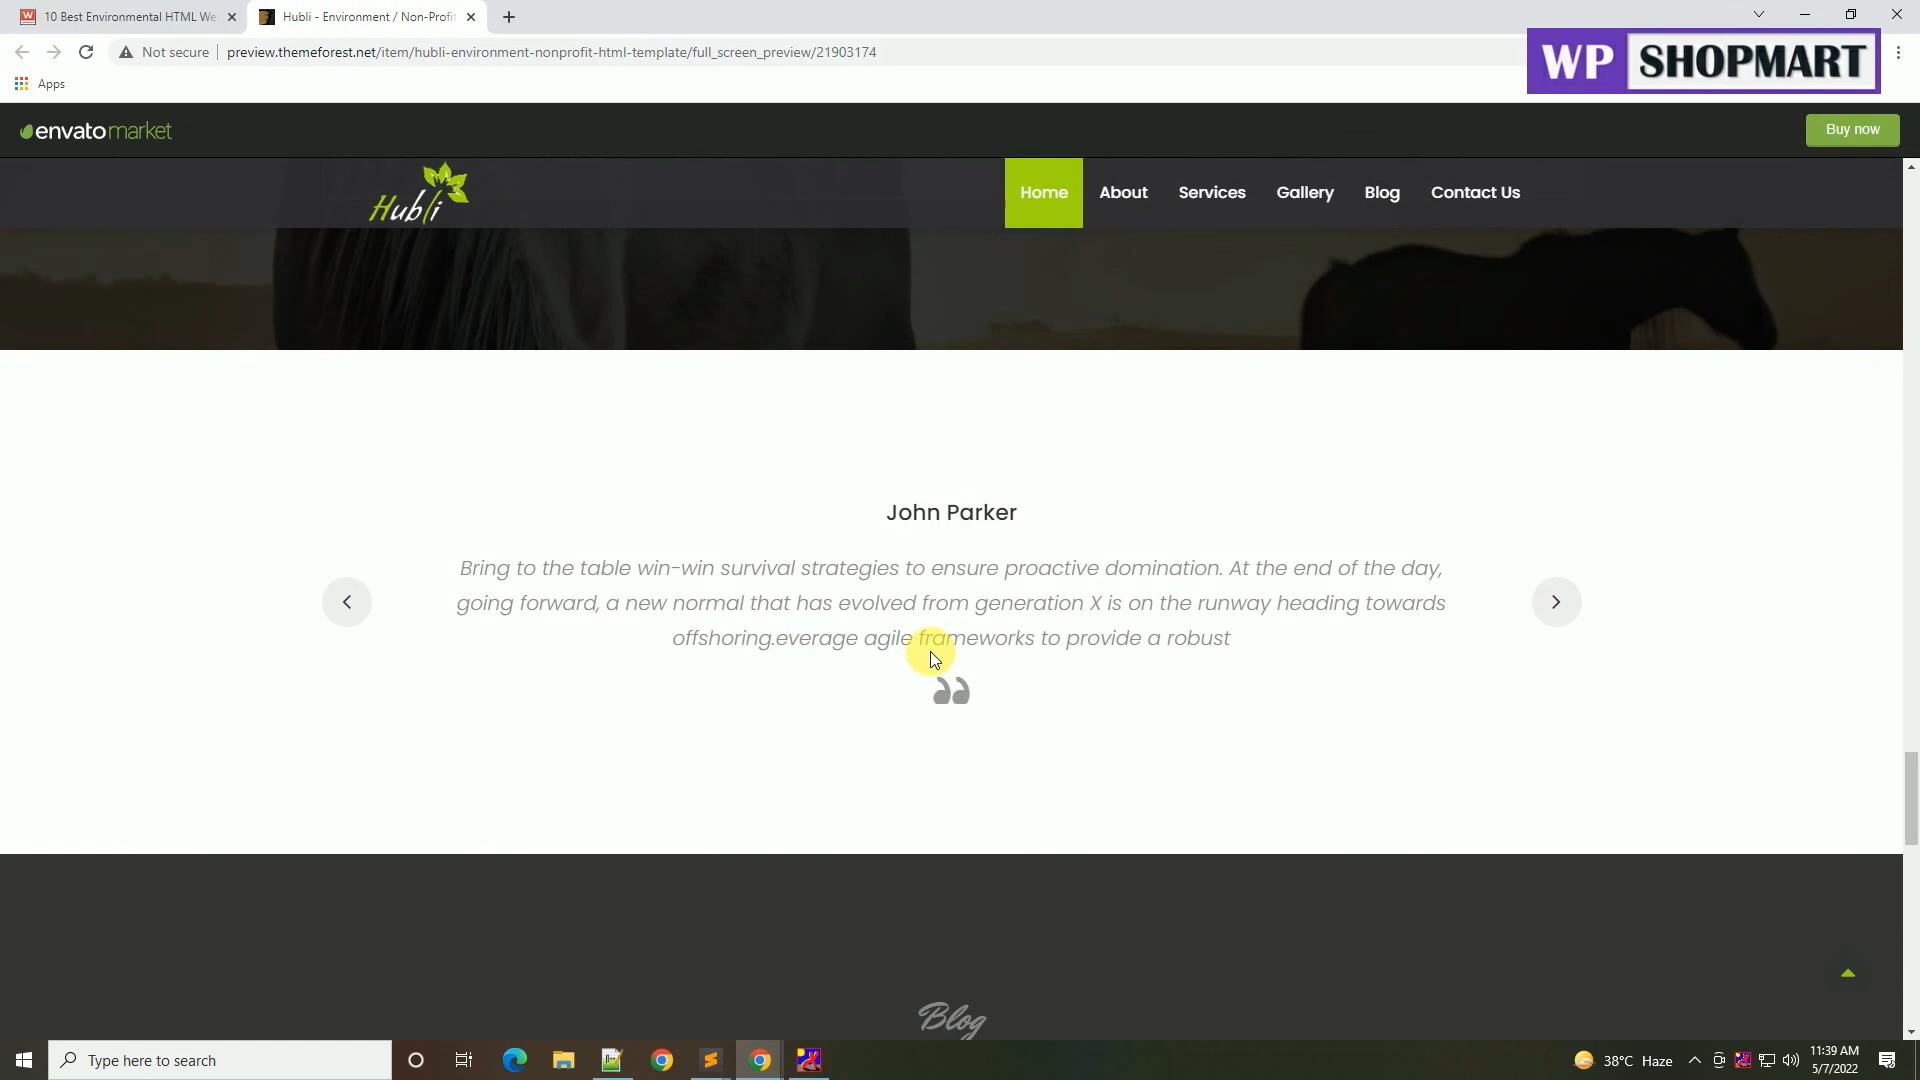 10 Best Environmental HTML We
Hubli - Environment / Non-Profit
Not secure
preview.themeforest.net/item/hubli-environment-nonprofit-html-template/full_screen_preview/21903174
WP SHOPMART
Apps
envatomarket
Buy now
Hubli
Home
About
Services
Gallery
Blog
Contact Us
John Parker
Bring to the table win-win survival strategies to ensure proactive domination. At the end of the day,
going forward, a new normal that has evolved from generation X is on the runway heading towards
offshoring.everage agile frameworks to provide a robust
Blog
Type here to search
38°C Haze
11:39 AM
5/7/2022